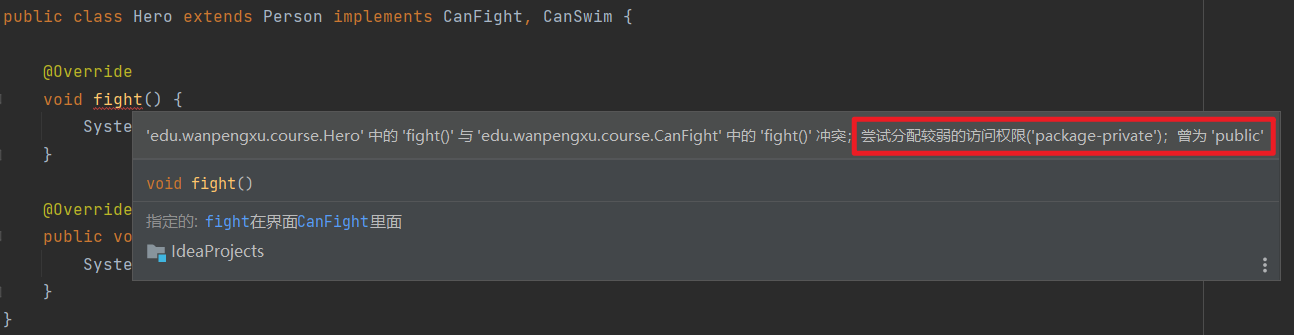 public class Hero extends Person implements CanFight, CanSwim {
@Override
void fight() {
Syste
'edu.wanpengxu.course.Hero' 中的 'fight()' 与 'edu.wanpengxu.course.CanFight' 中的 'fight()' 冲突；尝试分配较弱的访问权限('package-private')；曾为 'public'
}
void fight()
@Override
指定的: fight在界面CanFight里面
public vo
IdeaProjects
Syste
}
}